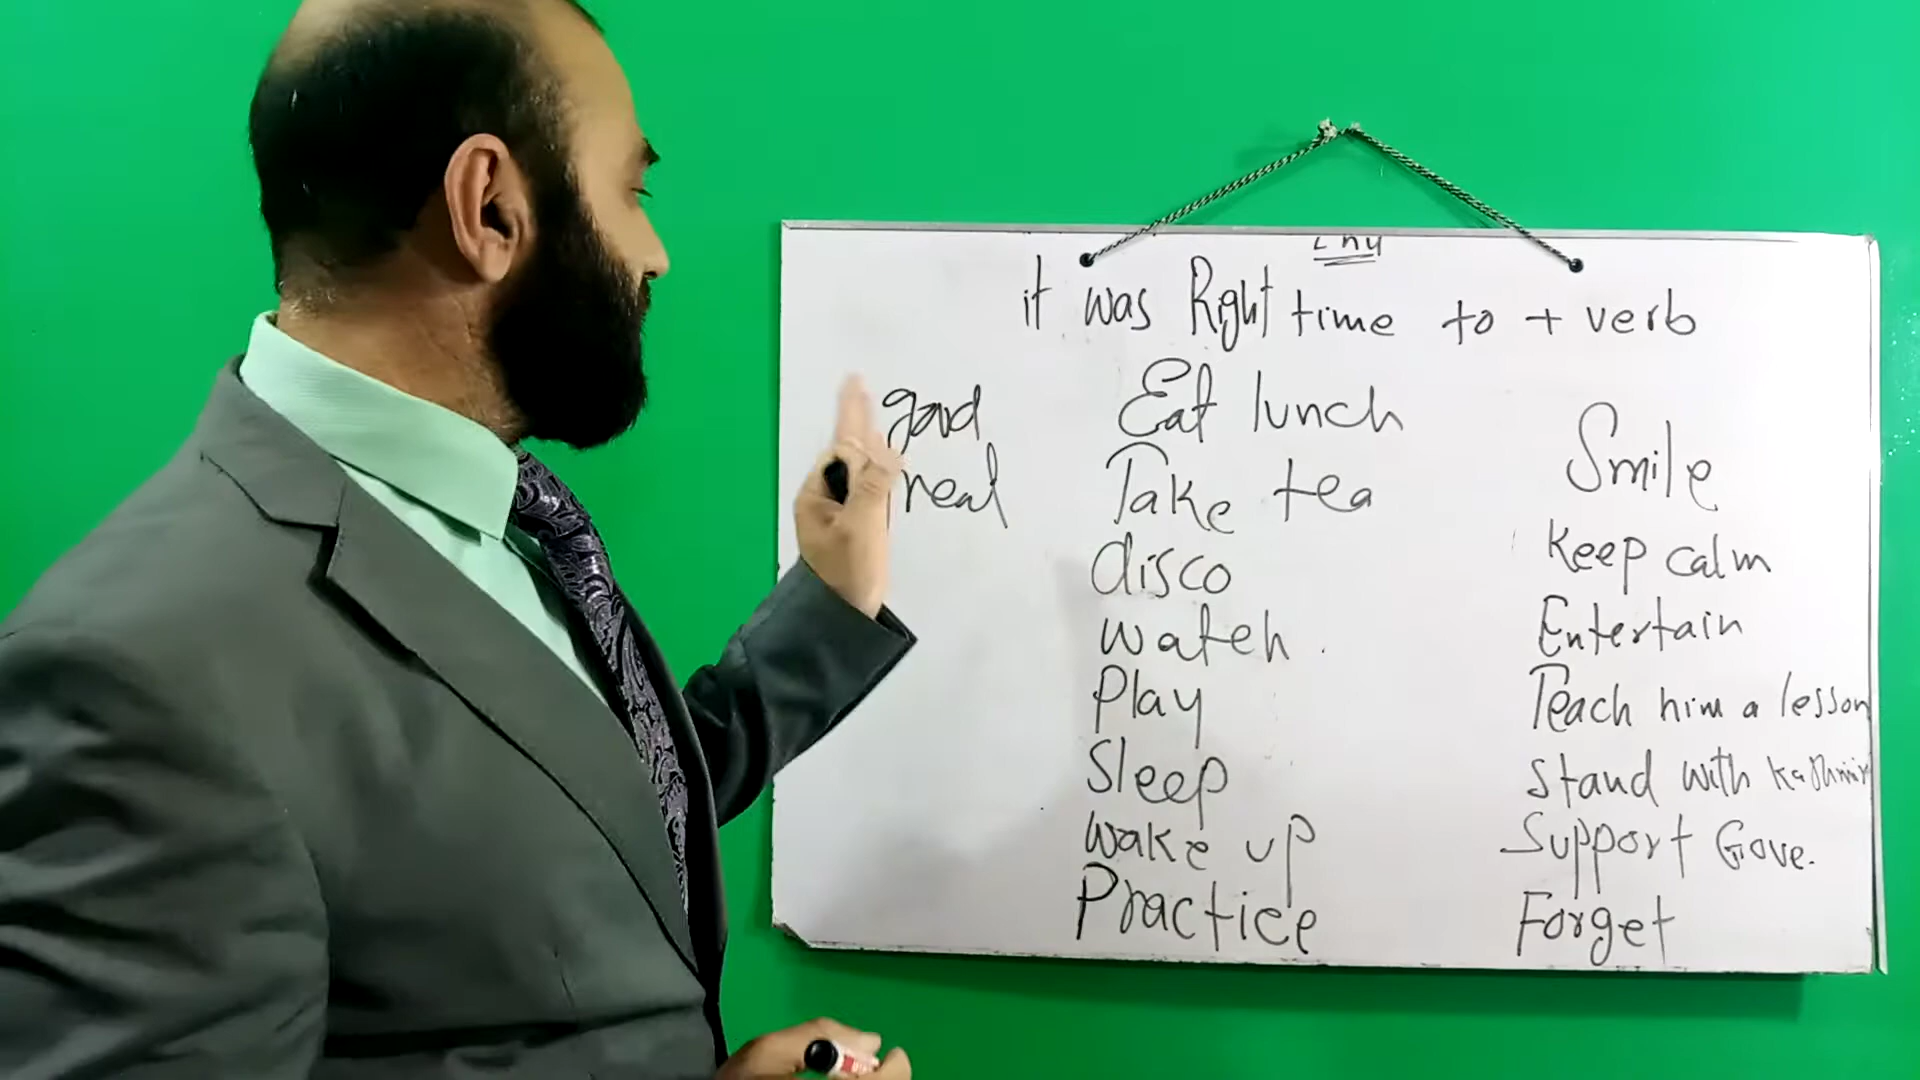 it was Right time to + verb
good
Eat lunch
Take tea
disco
watch.
Play
Sleep
wake up
Practice
Smile
Keep calm
Entertain
Teach him a lesson
Stand with Kashmir
Support Gove.
Forget